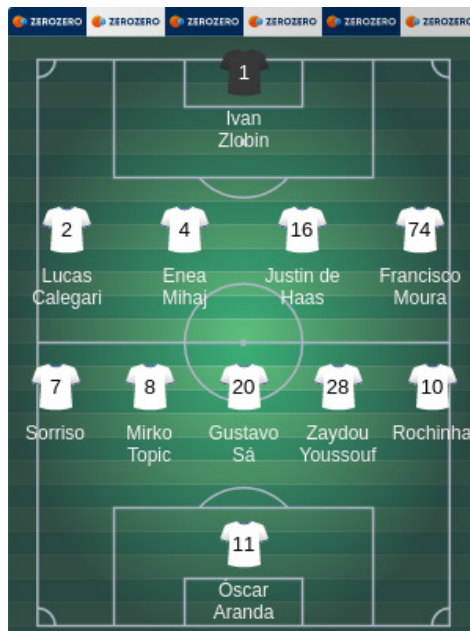 ZEROZERO ZEROZERO ZEROZERO ZEROZERO ZEROZERO ZEROZERO
1
Ivan
Zlobin
2 4 16 74
Lucas Enea Justin de Francisco
Calegari Mihaj Haas Moura
7 8 20 28 10
Sorriso Mirko Gustavo Zaydou Rochinha
Topic Sá Youssouf
11
Óscar
Aranda